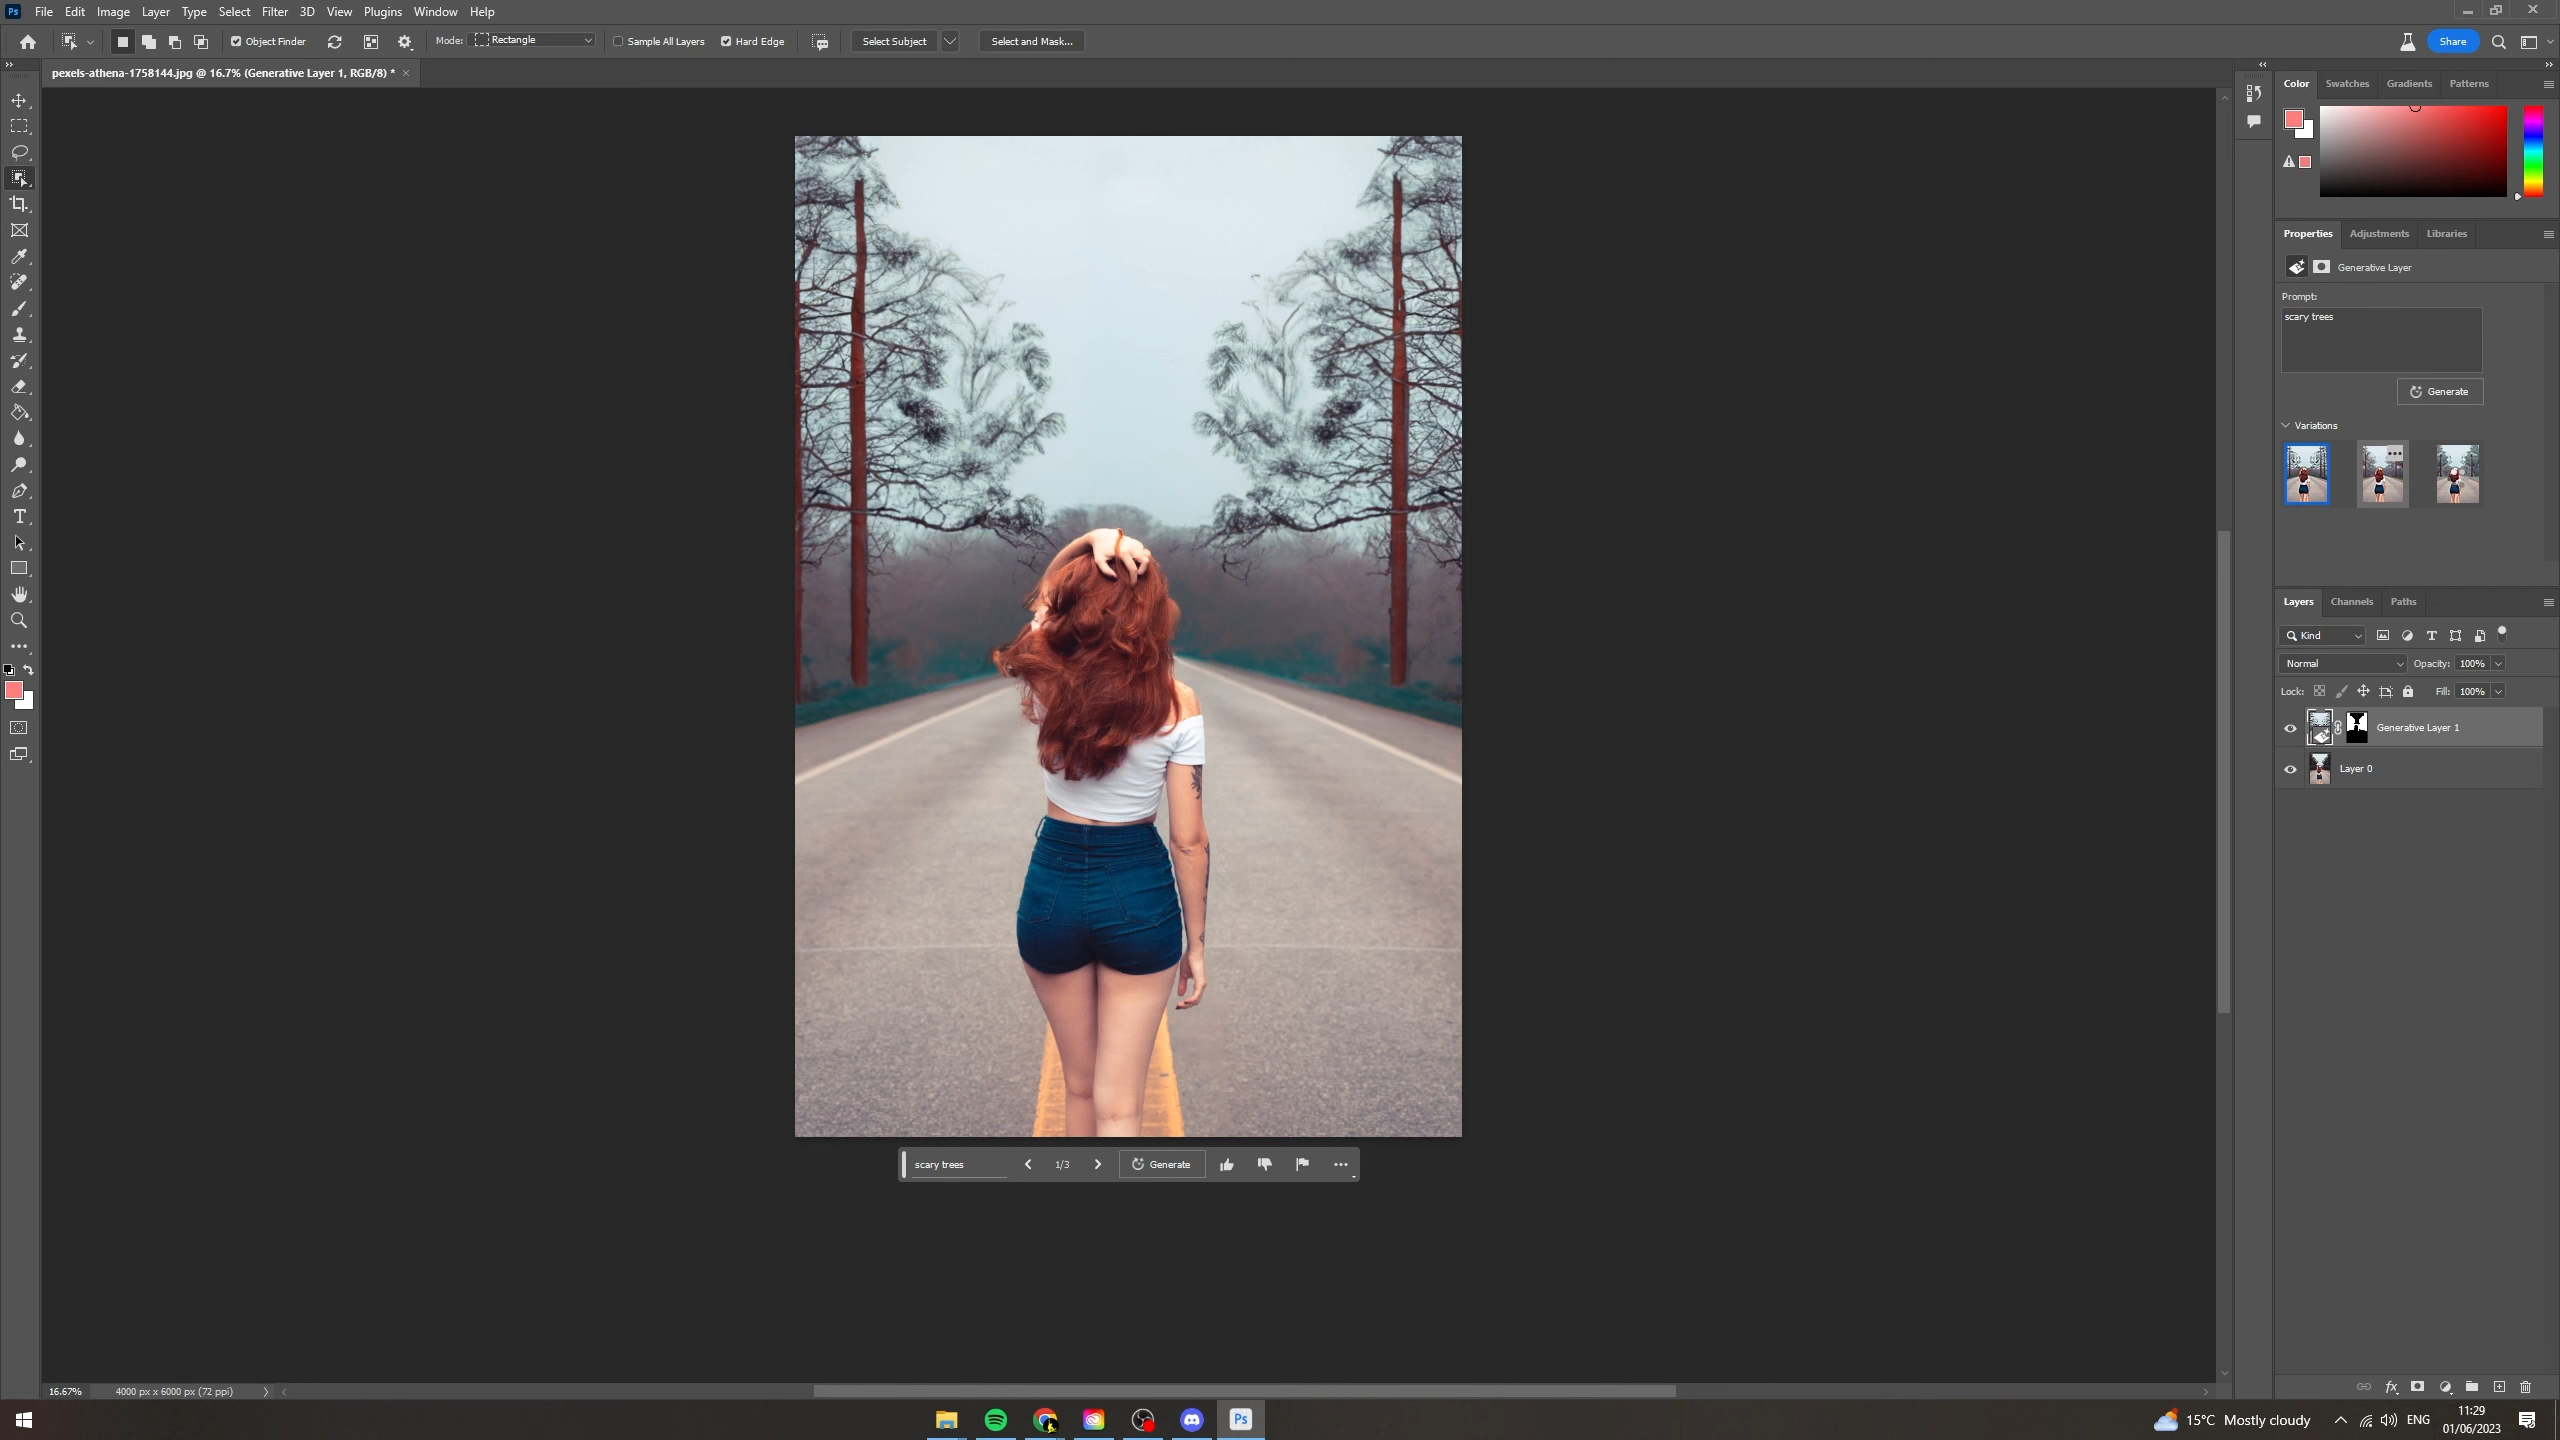 Ps File Edit Image Layer Type Select Filter 3D View Plugins Window Help
Object Finder Mode: Rectangle Sample All Layers Hard Edge Select Subject Select and Mask... Share
pexels-athena-1758144.jpg @ 16.7% (Generative Layer 1, RGB/8) * ×
Color Swatches Gradients Patterns
Properties Adjustments Libraries
Generative Layer
Prompt:
scary trees
Generate
Variations
Layers Channels Paths
Kind
Normal Opacity: 100%
Lock: Fill: 100%
Generative Layer 1
Layer 0
scary trees 1/3 Generate
16.67% 4000 px x 6000 px (72 ppi)
Ps 15°C Mostly cloudy ENG 11:29
01/06/2023